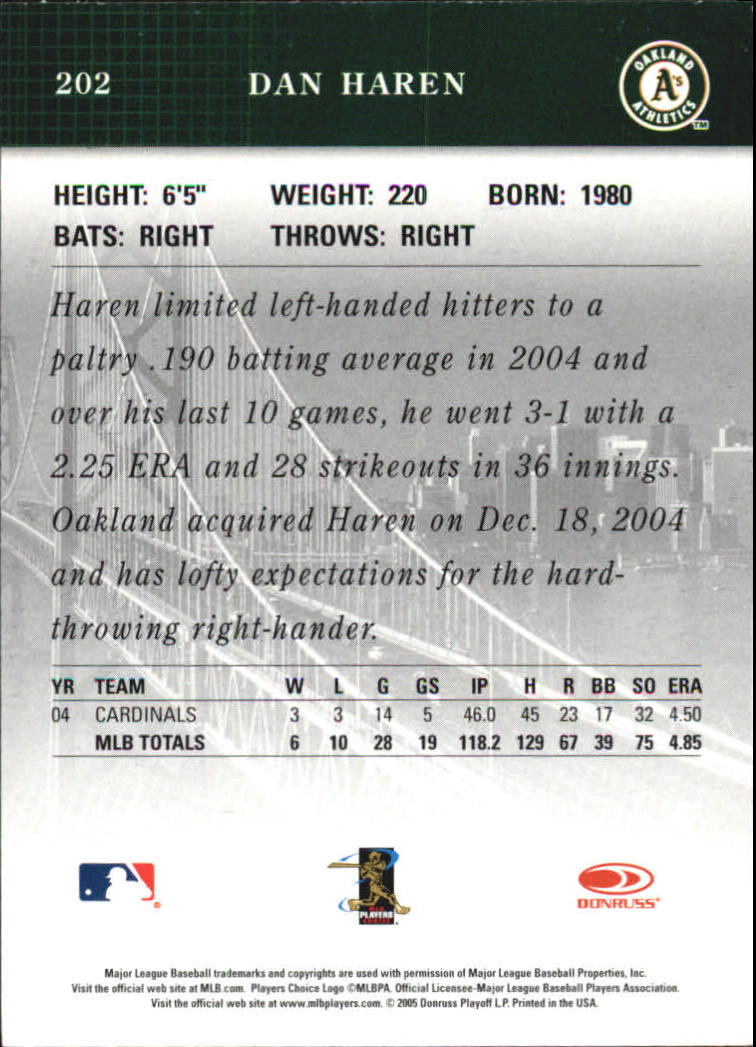 202 DAN HAREN OAKLAND A's ATHLETICS TM
HEIGHT: 6'5" WEIGHT: 220 BORN: 1980
BATS: RIGHT THROWS: RIGHT
Haren limited left-handed hitters to a
paltry .190 batting average in 2004 and
over his last 10 games, he went 3-1 with a
2.25 ERA and 28 strikeouts in 36 innings.
Oakland acquired Haren on Dec. 18, 2004
and has lofty expectations for the hard-
throwing right-hander.
YR TEAM W L G GS IP H R BB SO ERA
04 CARDINALS 3 3 14 5 46.0 45 23 17 32 4.50
MLB TOTALS 6 10 28 19 118.2 129 67 39 75 4.85
PLAYERS
DONRUSS
Major League Baseball trademarks and copyrights are used with permission of Major League Baseball Properties, Inc.
Visit the official web site at MLB.com. Players Choice Logo ©MLBPA. Official Licensee-Major League Baseball Players Association.
Visit the official web site at www.mlbplayers.com. © 2005 Donruss Playoff L.P. Printed in the USA.